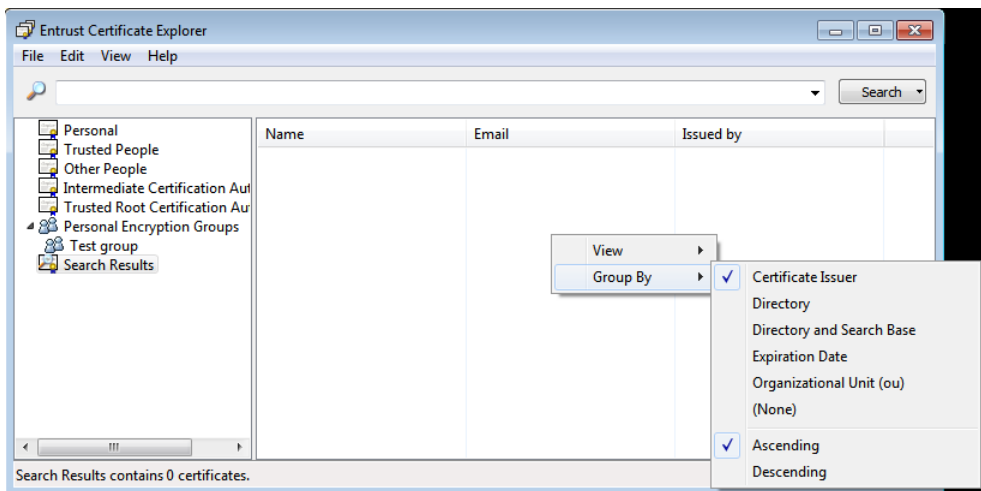 Entrust Certificate Explorer
File Edit View Help
Search
Personal
Trusted People
Other People
Intermediate Certification Aut
Trusted Root Certification Aut
Personal Encryption Groups
Test group
Search Results
Name Email Issued by
View
Group By
Certificate Issuer
Directory
Directory and Search Base
Expiration Date
Organizational Unit (ou)
(None)
Ascending
Descending
Search Results contains 0 certificates.